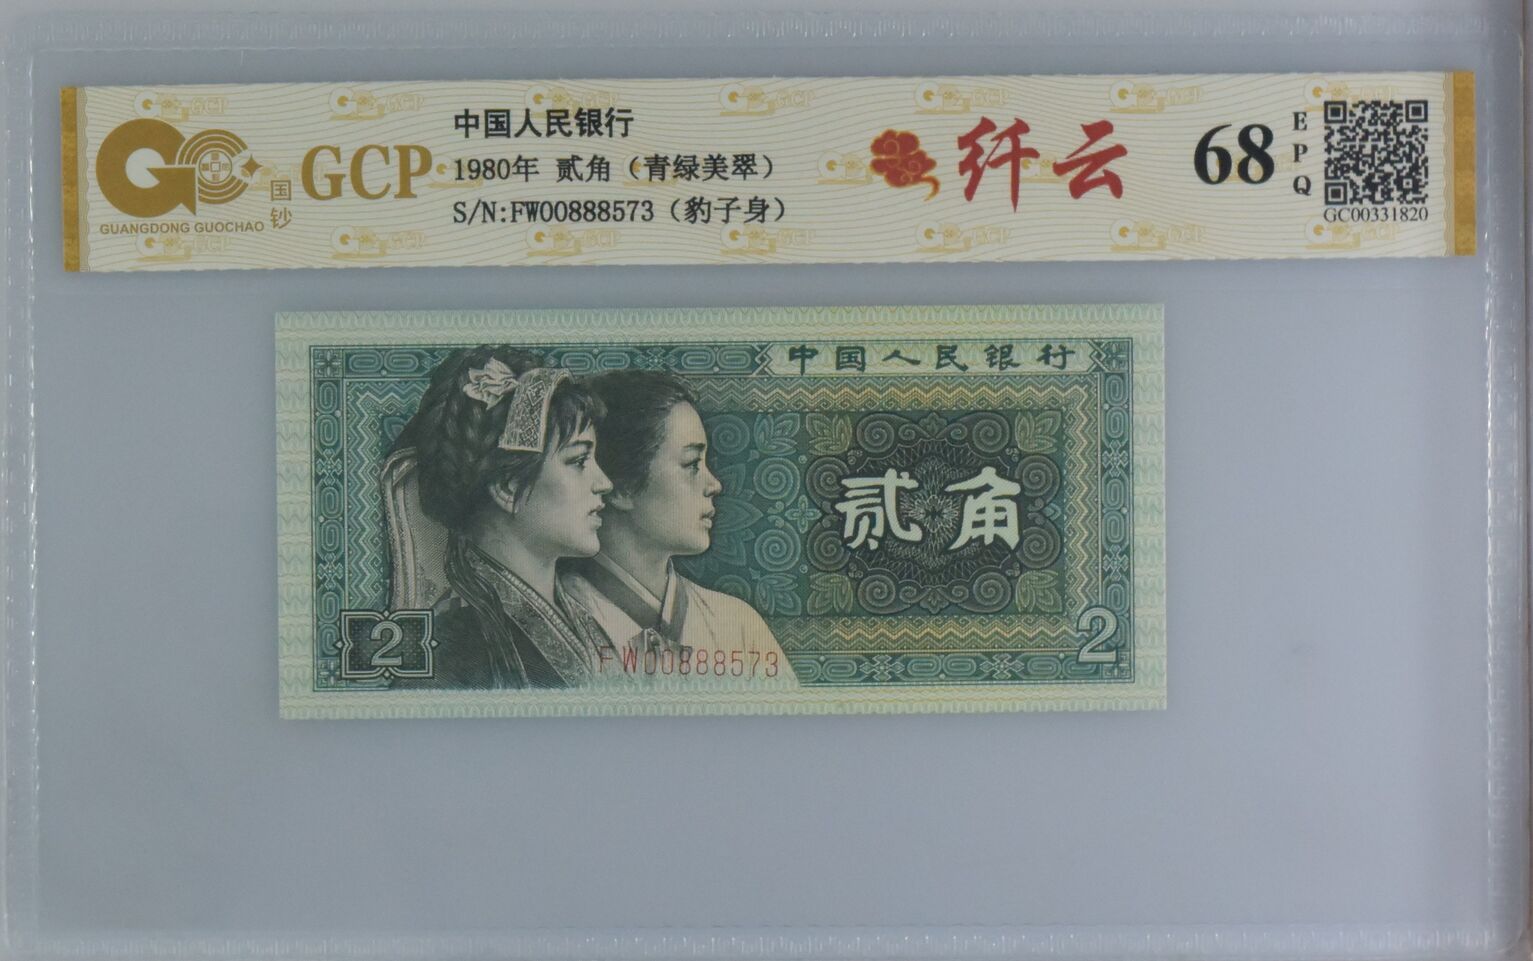 中国人民银行
1980年 贰角（青绿美翠）
S/N:FW00888573（豹子身）
GCP
国钞
GUANGDONG GUOCHAO
纤云
68
EPQ
GC00331820
中国人民银行
贰角
2
2
FW00888573